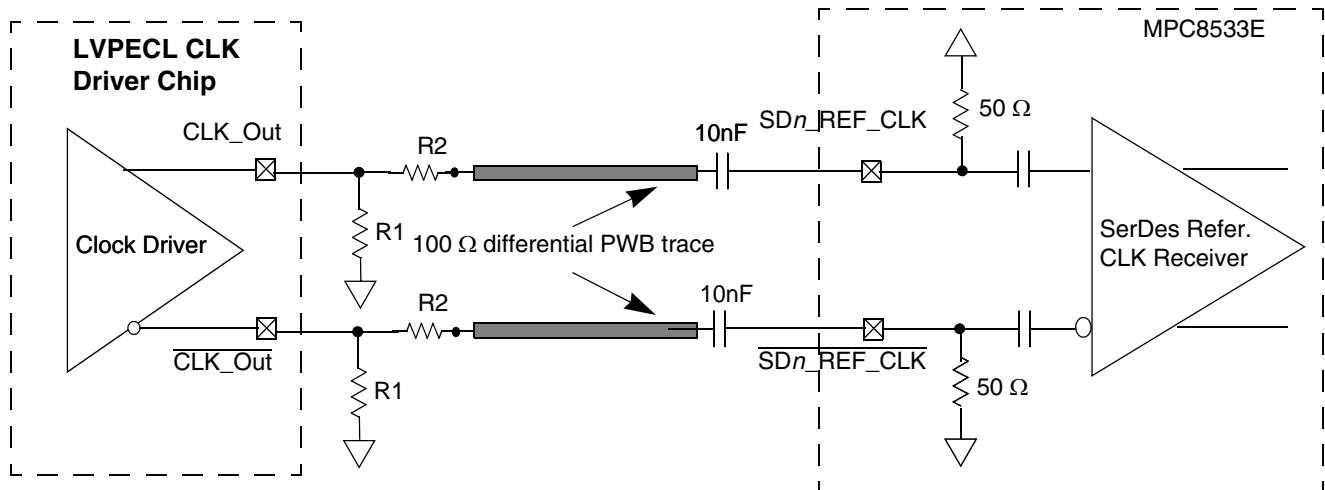 MPC8533E
LVPECL CLK
Driver Chip
CLK_Out
R2
10nF
SDn_REF_CLK
50 Ω
Clock Driver
R1
100 Ω differential PWB trace
SerDes Refer.
CLK Receiver
R2
10nF
CLK_Out
SDn_REF_CLK
R1
50 Ω